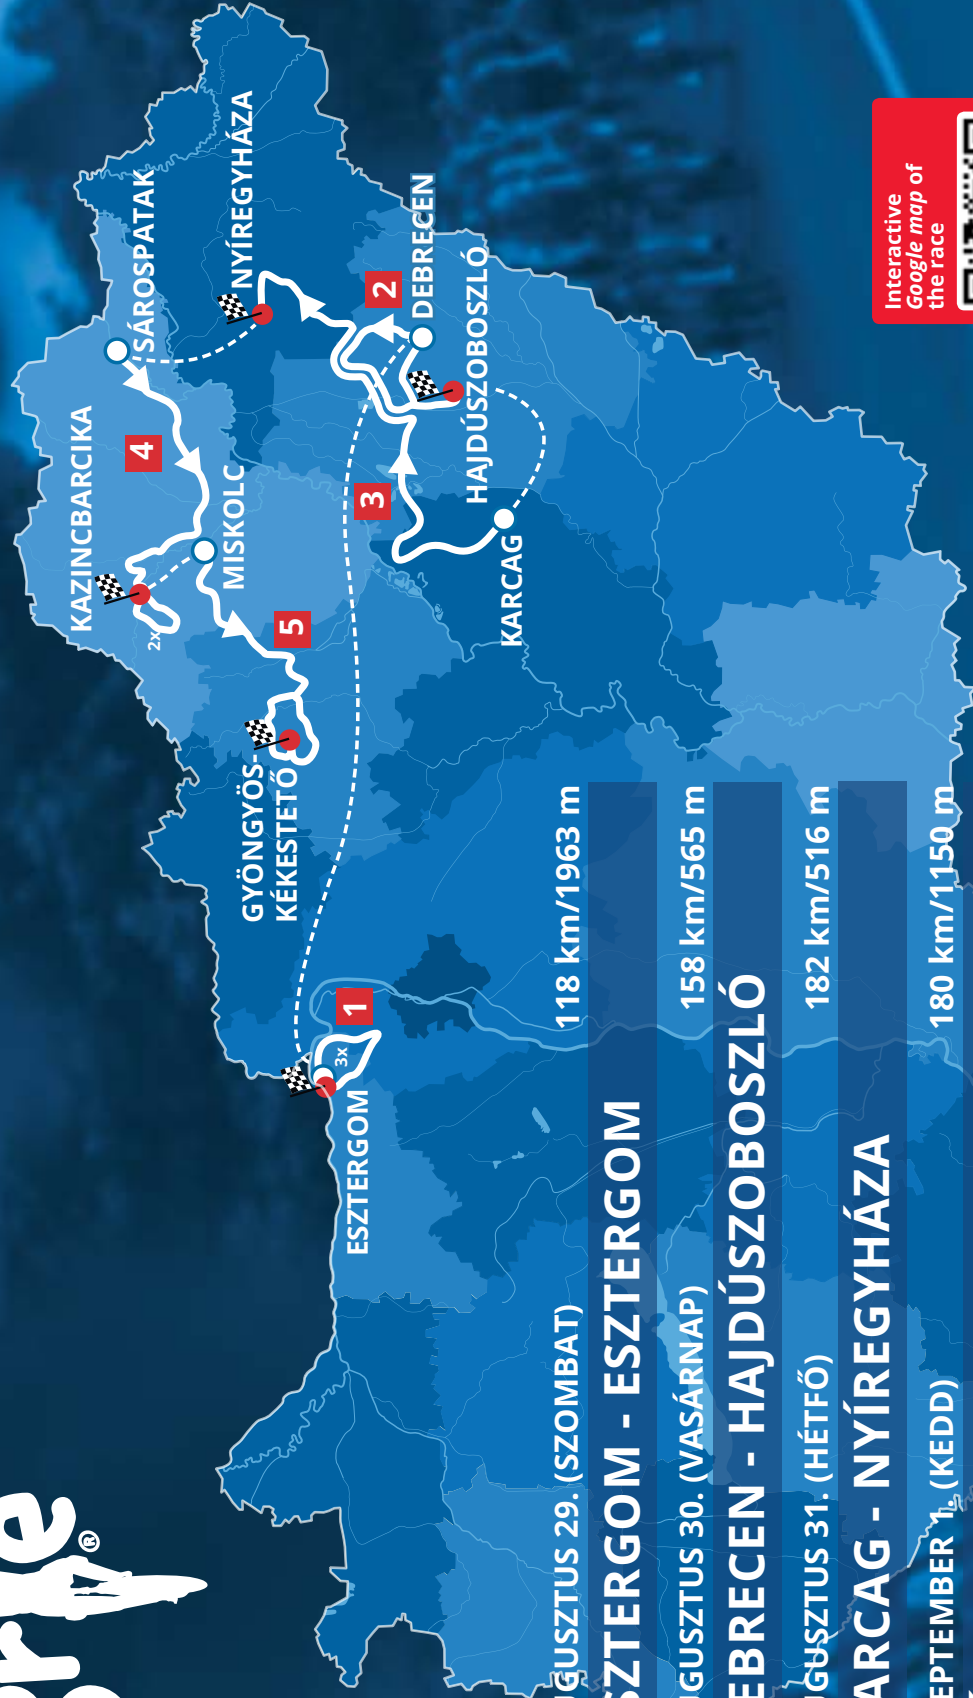 SÁROSPATAK
NYÍREGYHÁZA
KAZINCBARCIKA
4
2
DEBRECEN
MISKOLC
HAJDÚSZOBOSZLÓ
2x
3
5
KARCAG
GYÖNGYÖS-
KÉKESTETŐ
1
3x
ESZTERGOM
®
GUSZTUS 29. (SZOMBAT) 118 km/1963 m
SZTERGOM - ESZTERGOM
GUSZTUS 30. (VASÁRNAP) 158 km/565 m
EBRECEN - HAJDÚSZOBOSZLÓ
GUSZTUS 31. (HÉTFŐ) 182 km/516 m
ARCAG - NYÍREGYHÁZA
EPTEMBER 1. (KEDD) 180 km/1150 m
Interactive
Google map of
the race